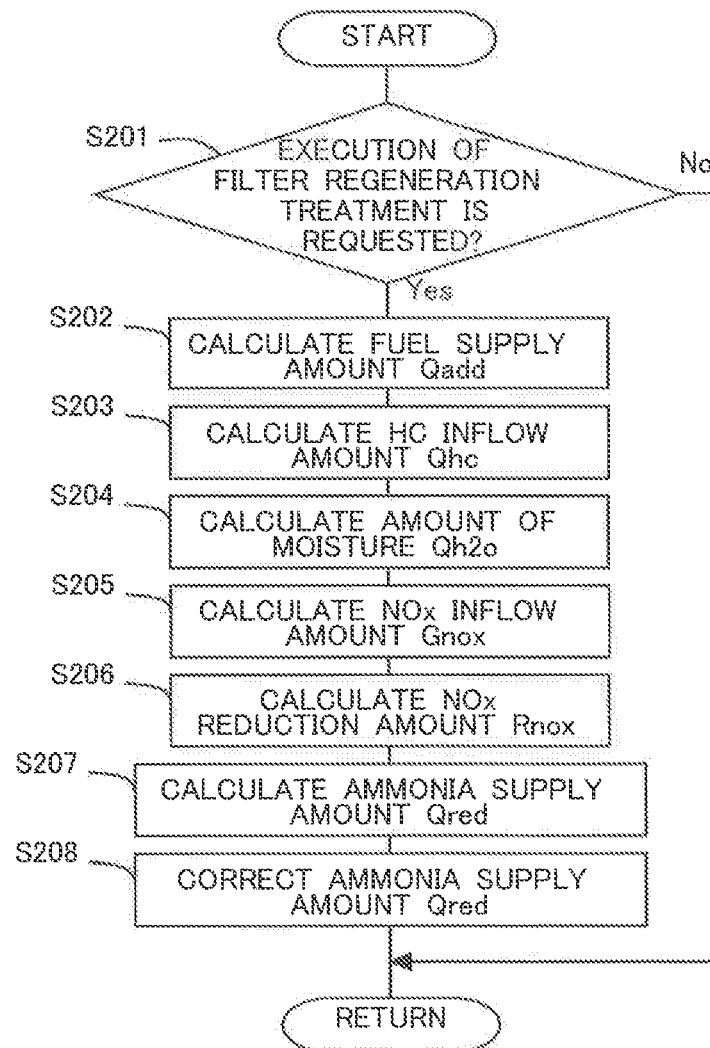 START
S201
EXECUTION OF
FILTER REGENERATION
TREATMENT IS
REQUESTED?
No
Yes
S202
CALCULATE FUEL SUPPLY
AMOUNT Qadd
S203
CALCULATE HC INFLOW
AMOUNT Qhc
S204
CALCULATE AMOUNT OF
MOISTURE Qh2o
S205
CALCULATE NOx INFLOW
AMOUNT Gnox
S206
CALCULATE NOx
REDUCTION AMOUNT Rnox
S207
CALCULATE AMMONIA SUPPLY
AMOUNT Qred
S208
CORRECT AMMONIA SUPPLY
AMOUNT Qred
RETURN